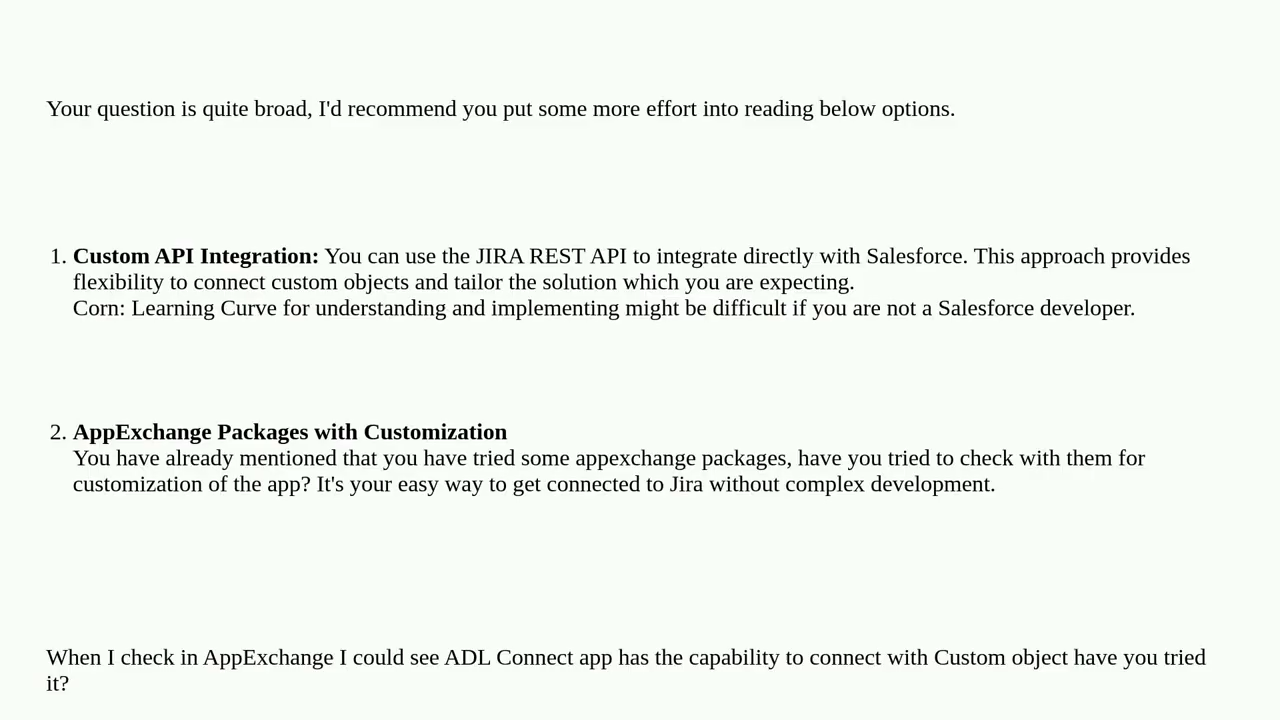 Your question is quite broad, I'd recommend you put some more effort into reading below options.
1. Custom API Integration: You can use the JIRA REST API to integrate directly with Salesforce. This approach provides
flexibility to connect custom objects and tailor the solution which you are expecting.
Corn: Learning Curve for understanding and implementing might be difficult if you are not a Salesforce developer.
2. AppExchange Packages with Customization
You have already mentioned that you have tried some appexchange packages, have you tried to check with them for
customization of the app? It's your easy way to get connected to Jira without complex development.
When I check in AppExchange I could see ADL Connect app has the capability to connect with Custom object have you tried
it?